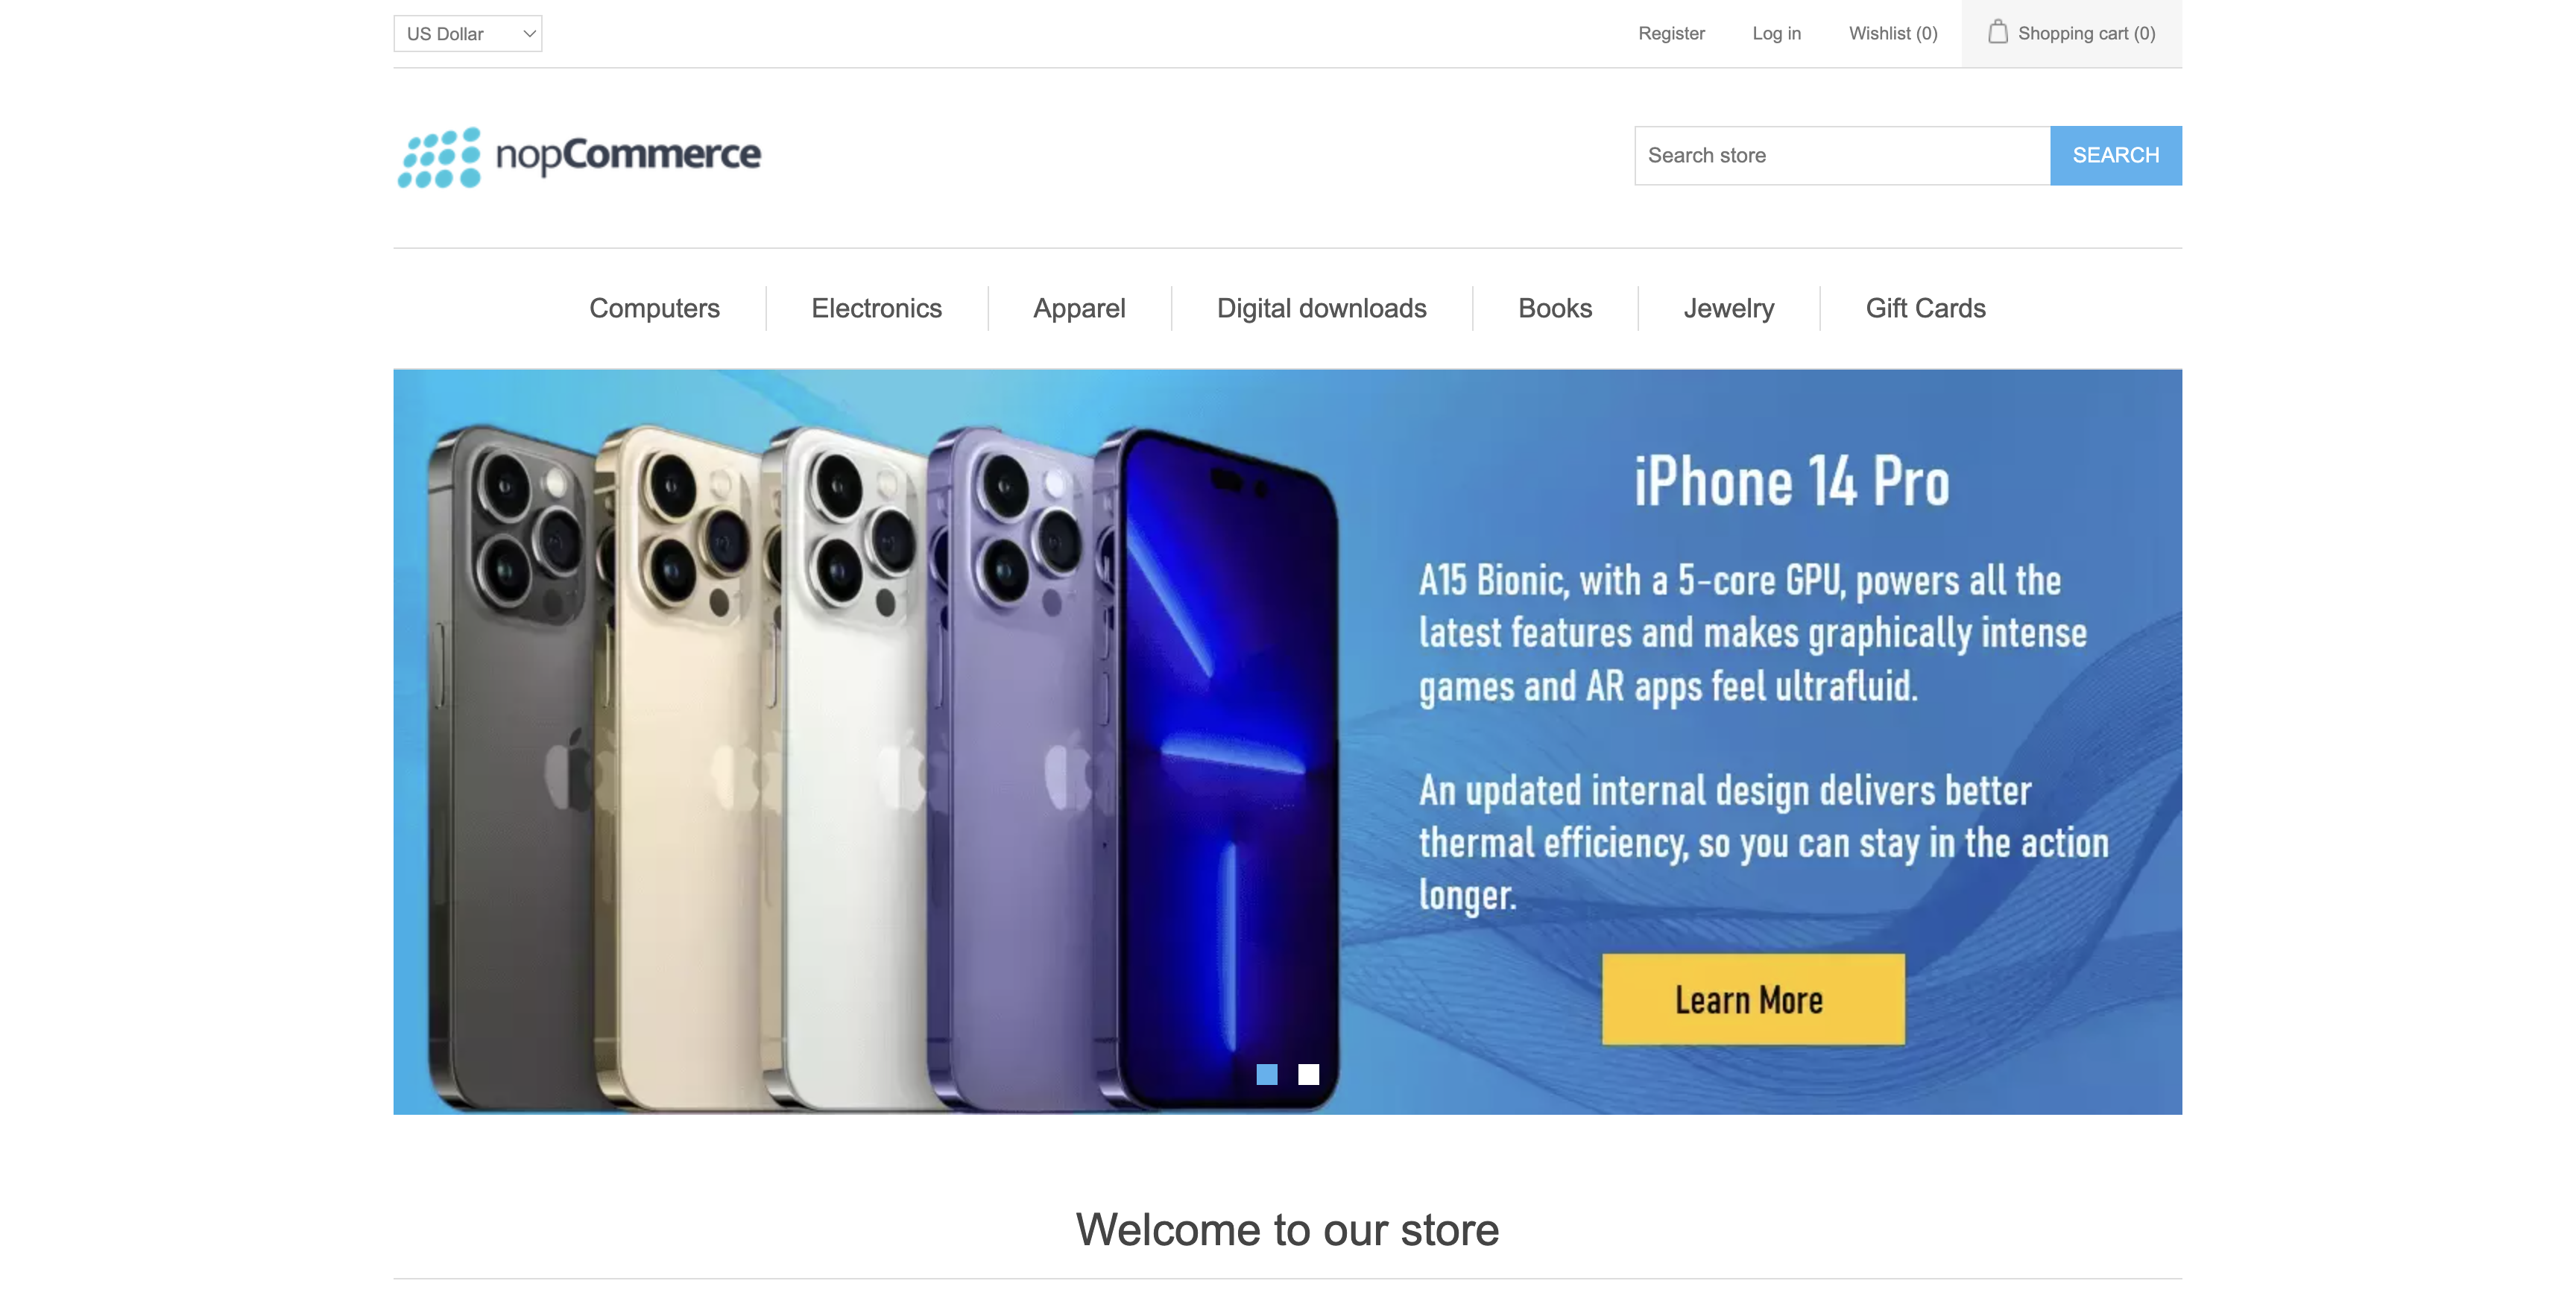 US Dollar
Register
Log in
Wishlist (0)
Shopping cart (0)
nopCommerce
Search store
SEARCH
Computers
Electronics
Apparel
Digital downloads
Books
Jewelry
Gift Cards
iPhone 14 Pro
A15 Bionic, with a 5-core GPU, powers all the
latest features and makes graphically intense
games and AR apps feel ultrafluid.
An updated internal design delivers better
thermal efficiency, so you can stay in the action
longer.
Learn More
Welcome to our store